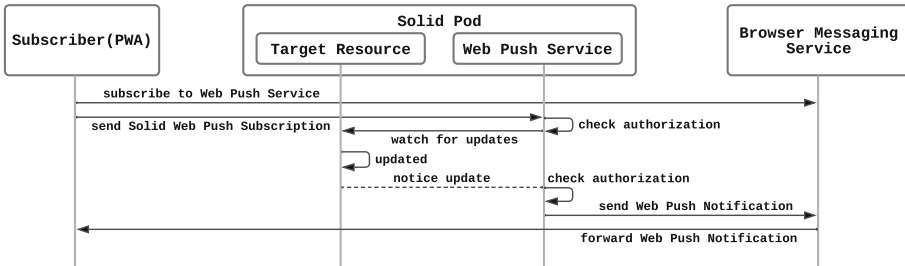 Solid Pod
Subscriber(PWA)
Target Resource
Web Push Service
Browser Messaging
Service
subscribe to Web Push Service
send Solid Web Push Subscription
check authorization
watch for updates
updated
notice update
check authorization
send Web Push Notification
forward Web Push Notification